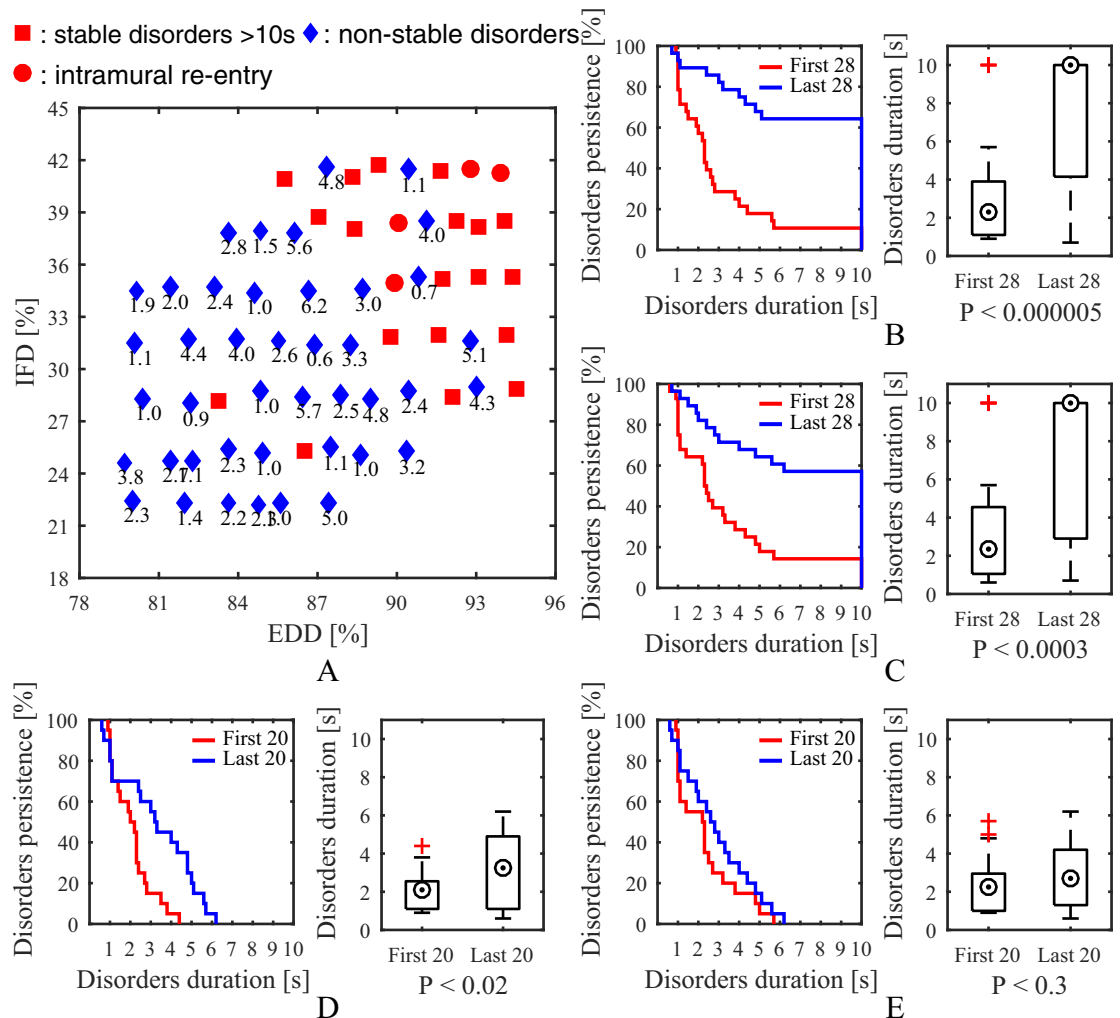 : stable disorders >10s : non-stable disorders
: intramural re-entry
IFD [%]
45
42
39
36
33
30
27
24
21
18
4.8 1.1
2.8 1.5 5.6 4.0
1.9 2.0 2.4 1.0 6.2 3.0 0.7
1.1 4.4 4.0 2.6 0.6 3.3 5.1
1.0 0.9 1.0 5.7 2.5 4.8 2.4 4.3
3.8 1.1 2.3 1.0 1.1 1.0 3.2
2.3 1.4 2.2 5.0
78 81 84 87 90 93 96
EDD [%]
A
Disorders persistence [%]
100
80
60
40
20
0
First 28
Last 28
1 2 3 4 5 6 7 8 9 10
Disorders duration [s]
Disorders duration [s]
10
8
6
4
2
0
First 28 Last 28
P < 0.000005
B
Disorders persistence [%]
100
80
60
40
20
0
First 28
Last 28
1 2 3 4 5 6 7 8 9 10
Disorders duration [s]
Disorders duration [s]
10
8
6
4
2
0
First 28 Last 28
P < 0.0003
C
Disorders persistence [%]
100
80
60
40
20
0
First 20
Last 20
1 2 3 4 5 6 7 8 9 10
Disorders duration [s]
Disorders duration [s]
10
8
6
4
2
0
First 20 Last 20
P < 0.02
D
Disorders persistence [%]
100
80
60
40
20
0
First 20
Last 20
1 2 3 4 5 6 7 8 9 10
Disorders duration [s]
Disorders duration [s]
10
8
6
4
2
0
First 20 Last 20
P < 0.3
E